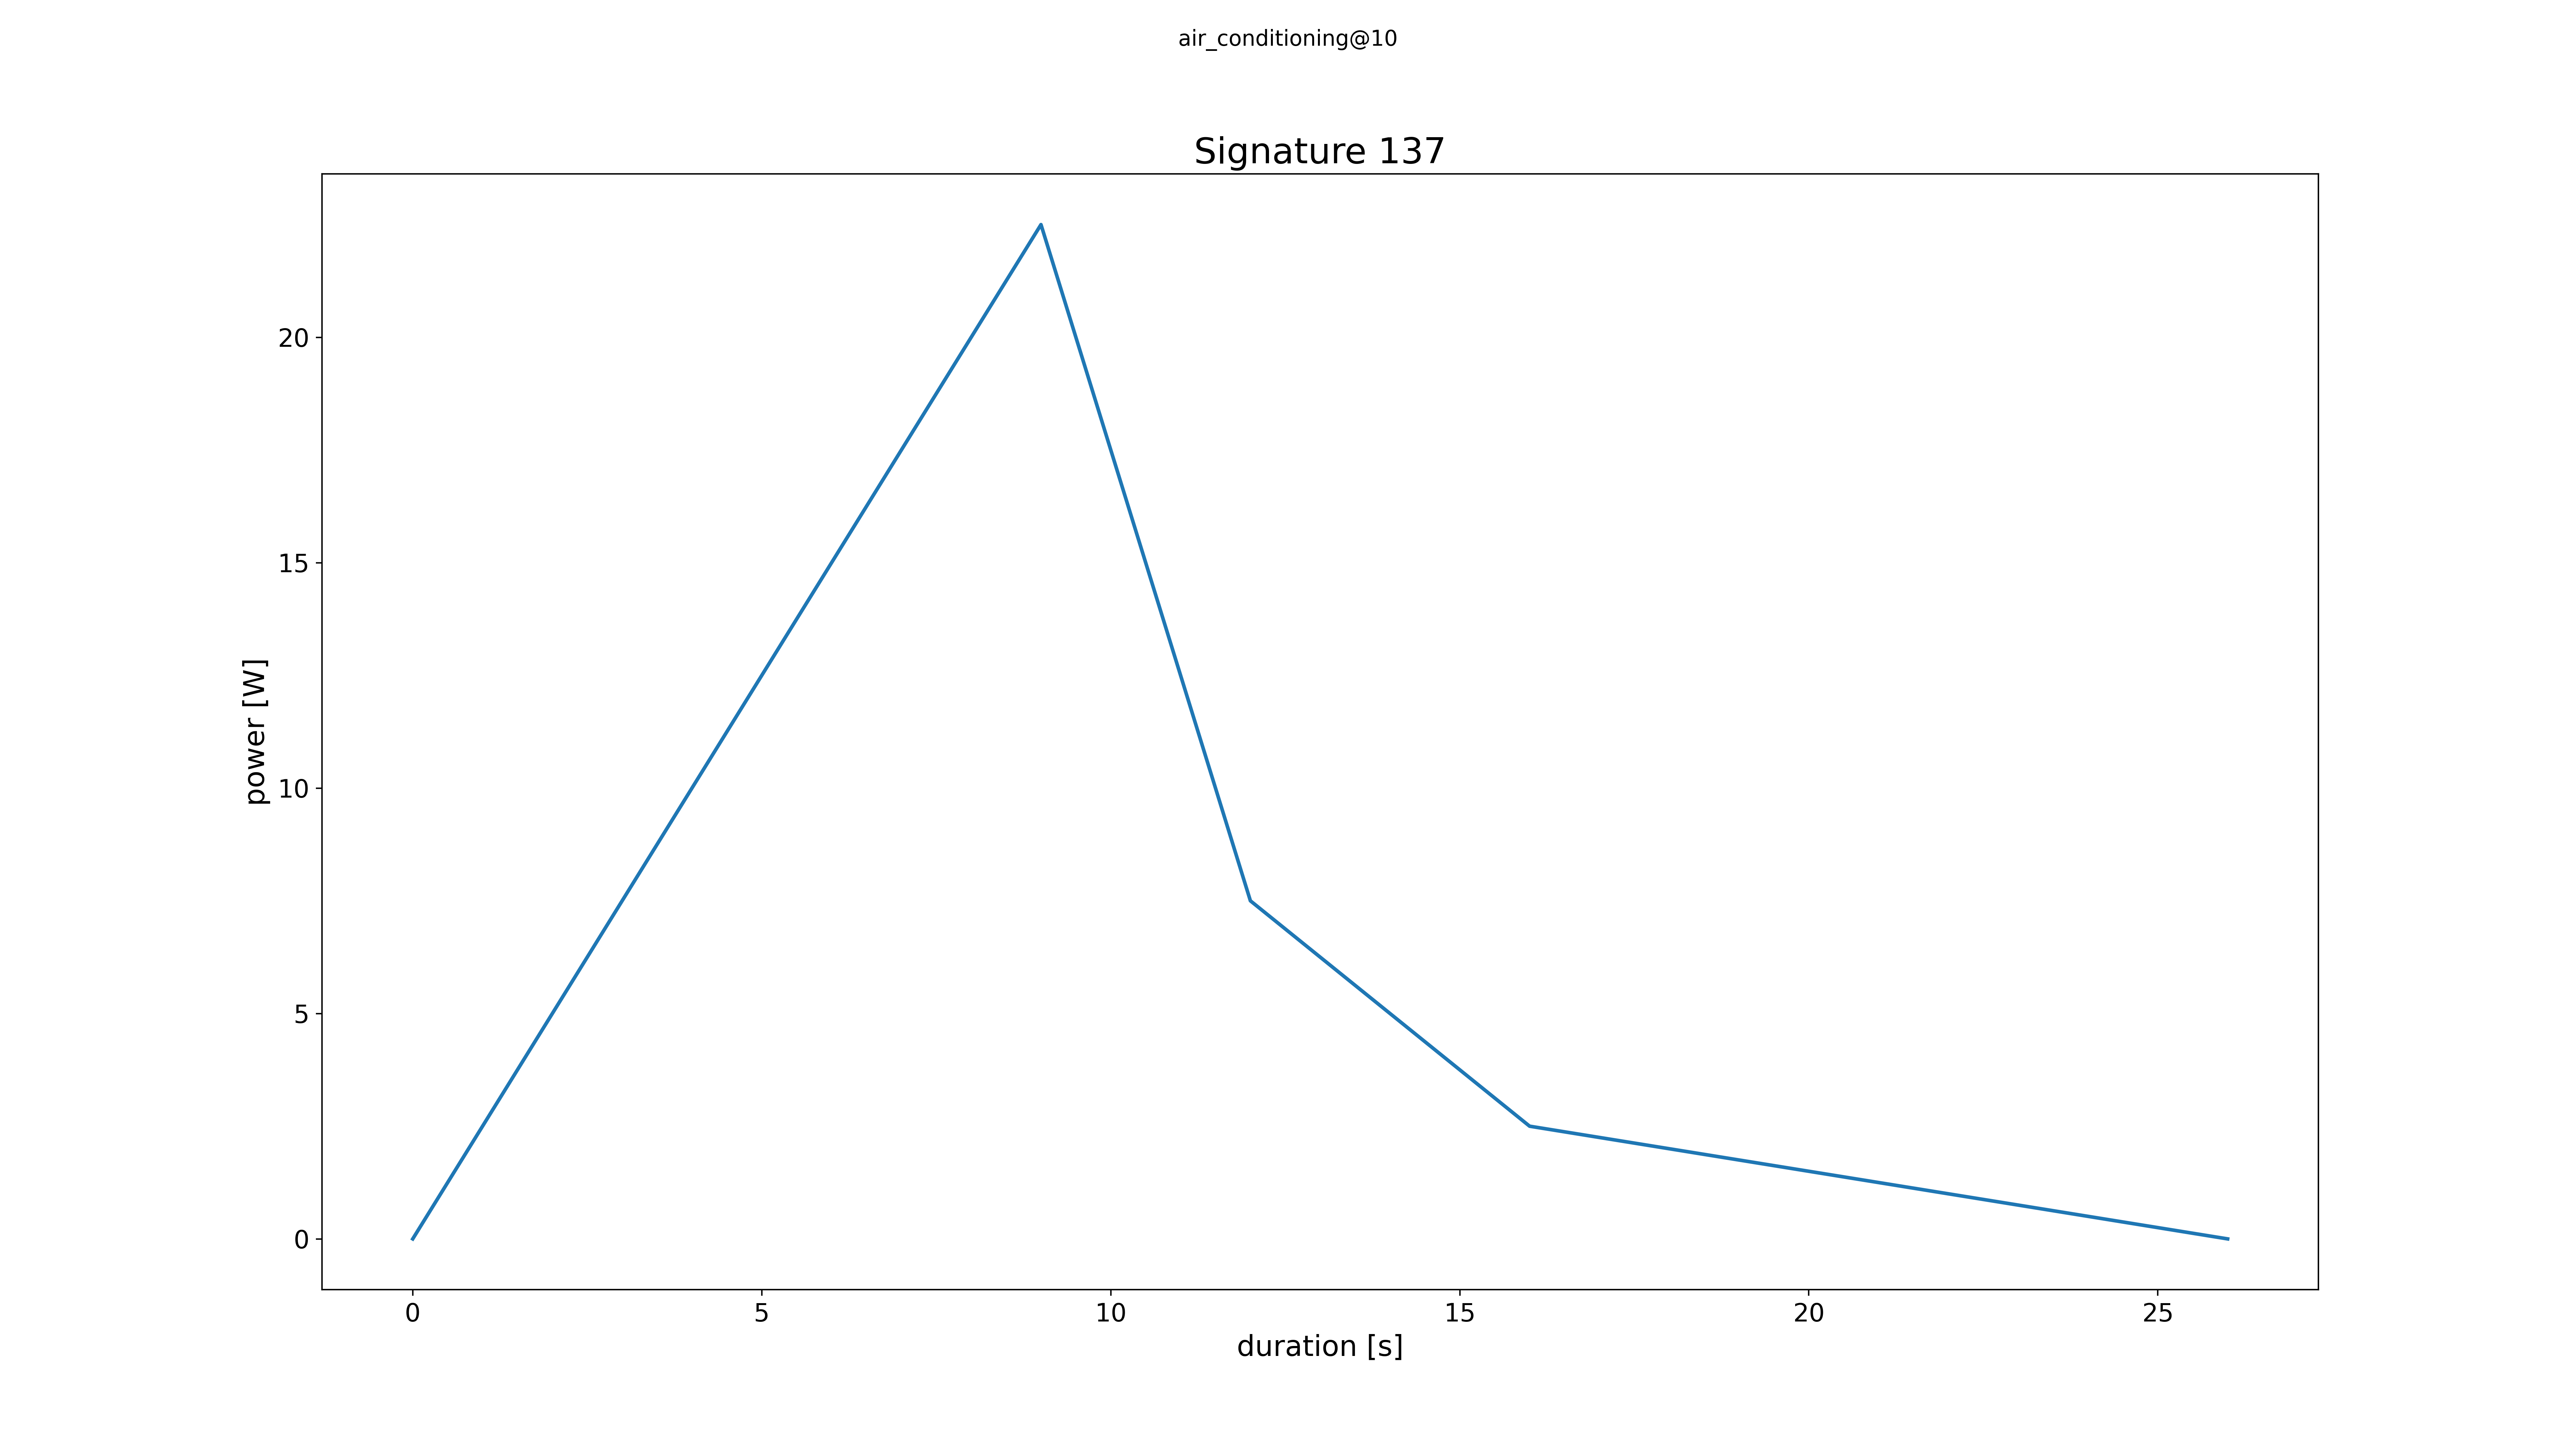 air_conditioning@10
Signature 137
power [W]
20
15
10
5
0
0 5 10 15 20 25
duration [s]